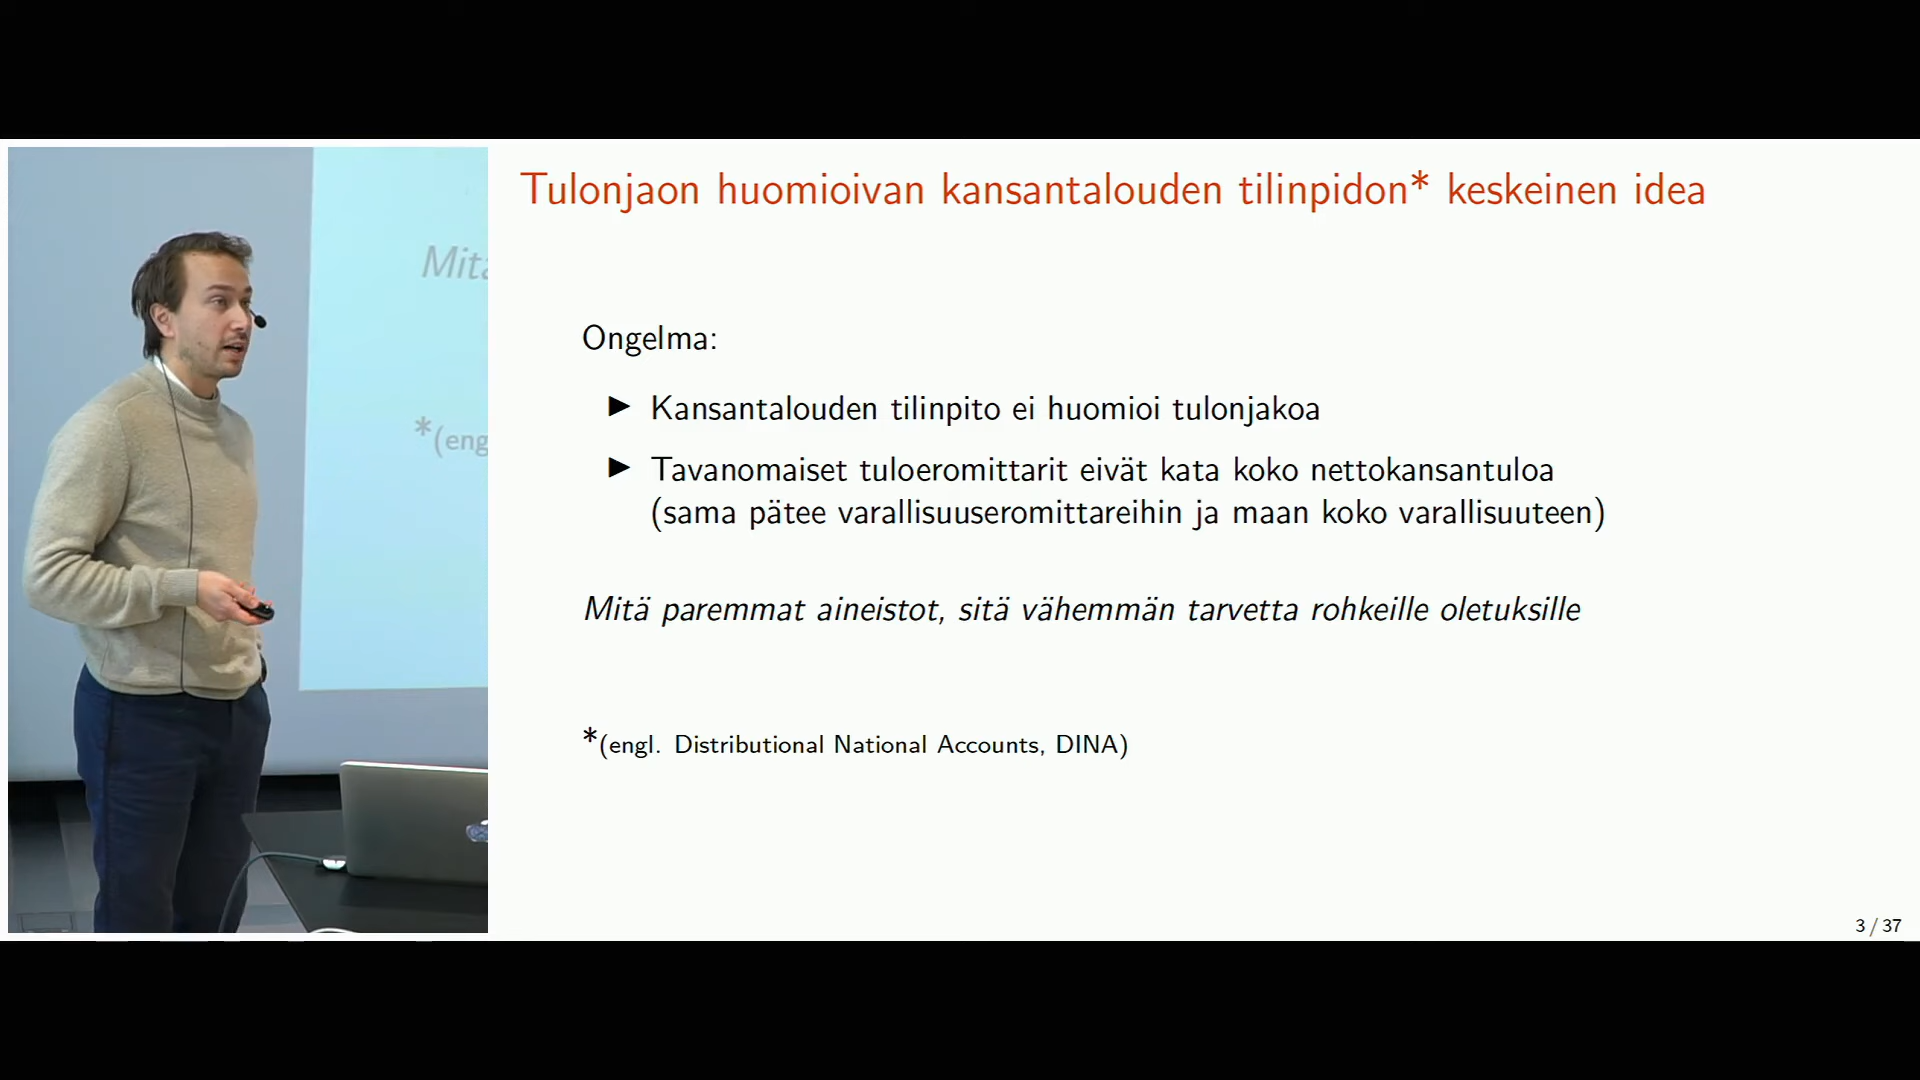 Tulonjaon huomioivan kansantalouden tilinpidon* keskeinen idea
Ongelma:
▶ Kansantalouden tilinpito ei huomioi tulonjakoa
▶ Tavanomaiset tuloeromittarit eivät kata koko nettokansantuloa
(sama pätee varallisuuseromittareihin ja maan koko varallisuuteen)
Mitä paremmat aineistot, sitä vähemmän tarvetta rohkeille oletuksille
*(engl. Distributional National Accounts, DINA)
3 / 37
Mitä
*(eng